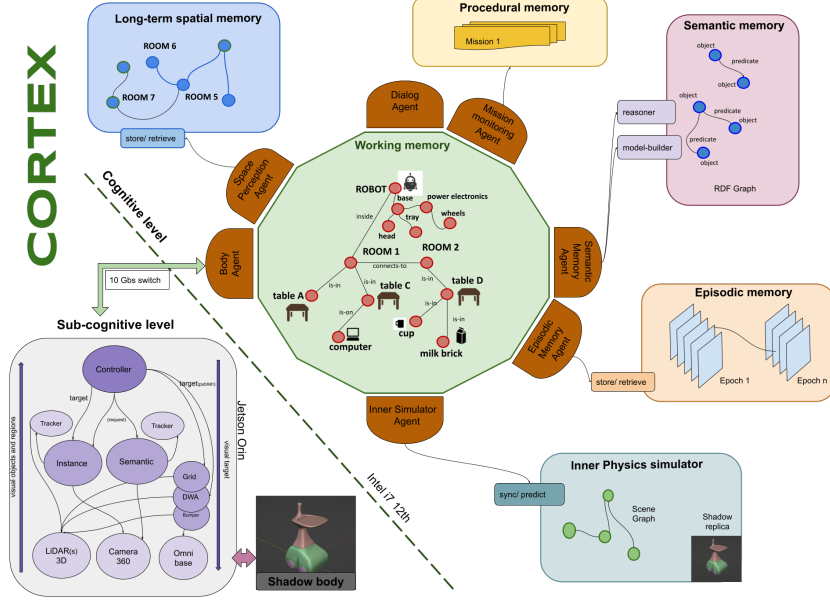 CORTEX
Long-term spatial memory
ROOM 6
ROOM 7
ROOM 5
store/ retrieve
Procedural memory
Mission 1
Semantic memory
object
predicate
object
object
predicate
object
predicate
object
RDF Graph
reasoner
model-builder
Dialog
Agent
Mission
monitoring
Agent
Space
Perception
Agent
Body
Agent
Semantic
Memory
Agent
Episodic
Memory
Agent
Inner Simulator
Agent
Working memory
ROBOT
base
power electronics
wheels
tray
head
inside
ROOM 1
ROOM 2
connects-to
is-in
is-in
is-in
table A
table C
table D
is-on
is-in
is-in
computer
cup
milk brick
Cognitive level
10 Gbs switch
Sub-cognitive level
Intel i7 12th
Jetson Orin
visual objects and regions
visual target
Controller
target
(request)
target(publish)
Tracker
Tracker
Instance
Semantic
Grid
DWA
Bumper
LiDAR(s)
3D
Camera
360
Omni
base
Shadow body
Episodic memory
Epoch 1
Epoch n
store/ retrieve
Inner Physics simulator
sync/ predict
Scene
Graph
Shadow
replica